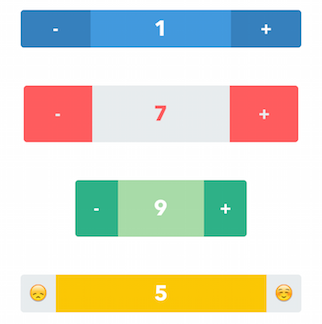 - 1 +
- 7 +
- 9 +
5